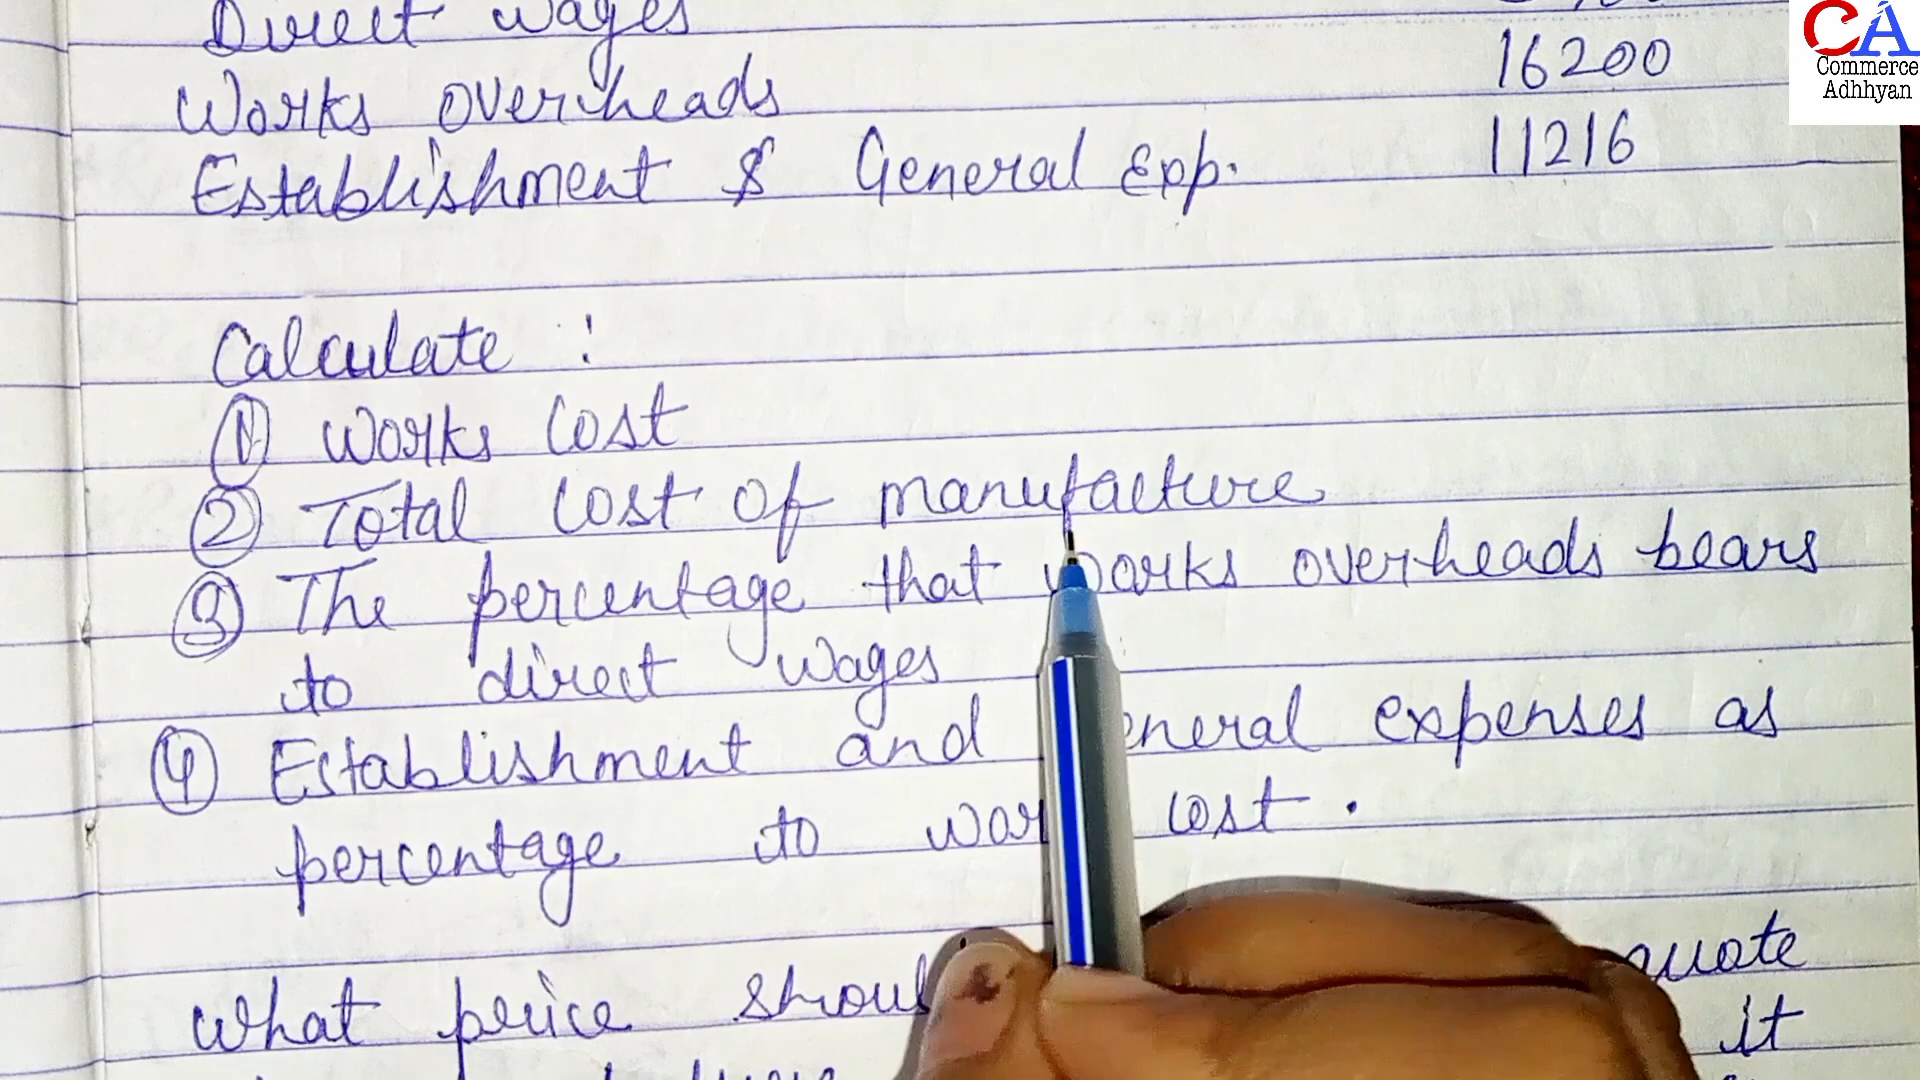 Direct wages
Works overheads 16200
Establishment & General Exp. 11216
Calculate :
① Works Cost
② Total Cost of manufacture
③ The percentage that works overheads bears
to direct wages
④ Establishment and eneral expenses as
percentage to wor cost.
What price shoul quote
it
CA
Commerce
Adhhyan